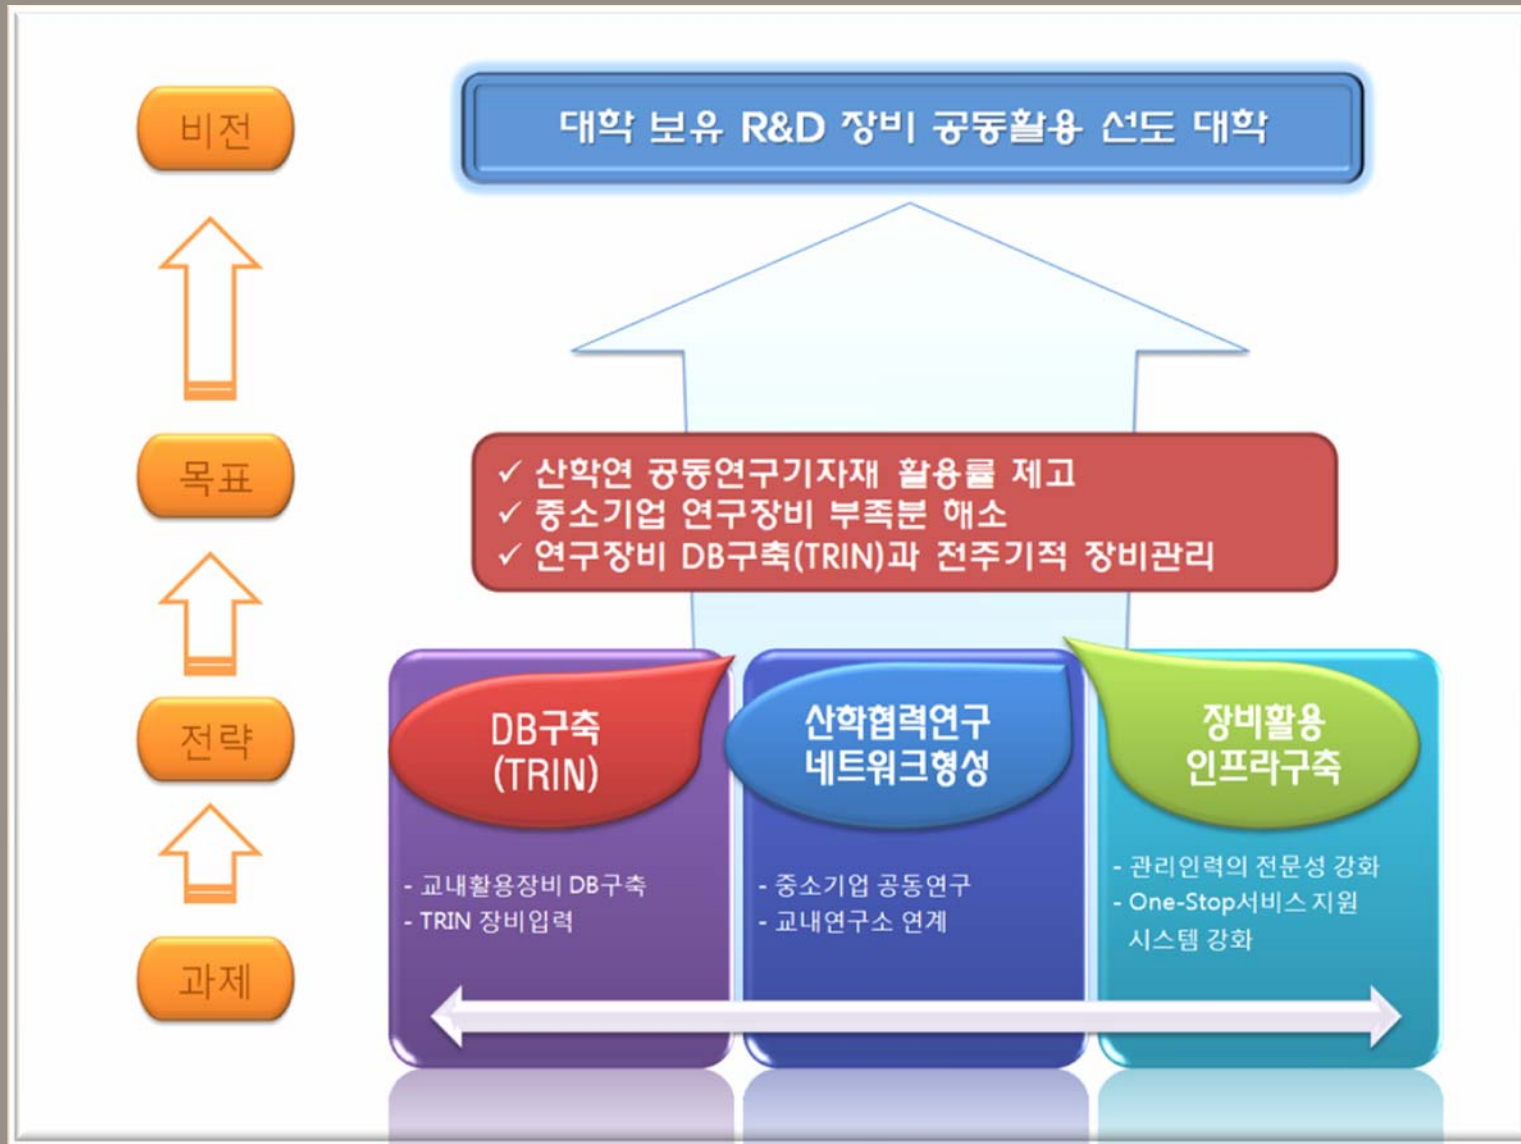 비전
대학 보유 R&D 장비 공동활용 선도 대학
목표
✓ 산학연 공동연구기자재 활용률 제고
✓ 중소기업 연구장비 부족분 해소
✓ 연구장비 DB구축(TRIN)과 전주기적 장비관리
전략
DB구축
(TRIN)
산학협력연구
네트워크형성
장비활용
인프라구축
과제
- 교내활용장비 DB구축
- TRIN 장비입력
- 중소기업 공동연구
- 교내연구소 연계
- 관리인력의 전문성 강화
- One-Stop서비스 지원
시스템 강화